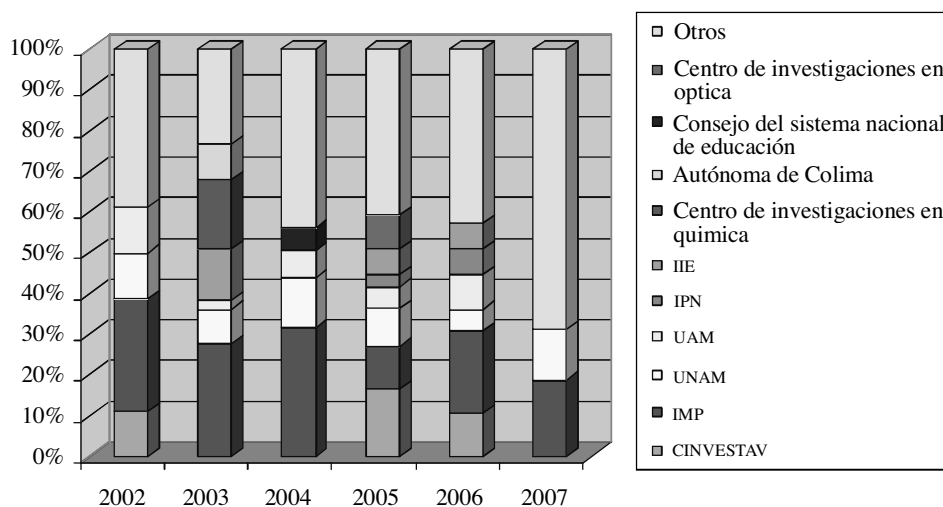 100%
90%
80%
70%
60%
50%
40%
30%
20%
10%
0%
2002 2003 2004 2005 2006 2007
Otros
Centro de investigaciones en
optica
Consejo del sistema nacional
de educación
Autónoma de Colima
Centro de investigaciones en
quimica
IIE
IPN
UAM
UNAM
IMP
CINVESTAV